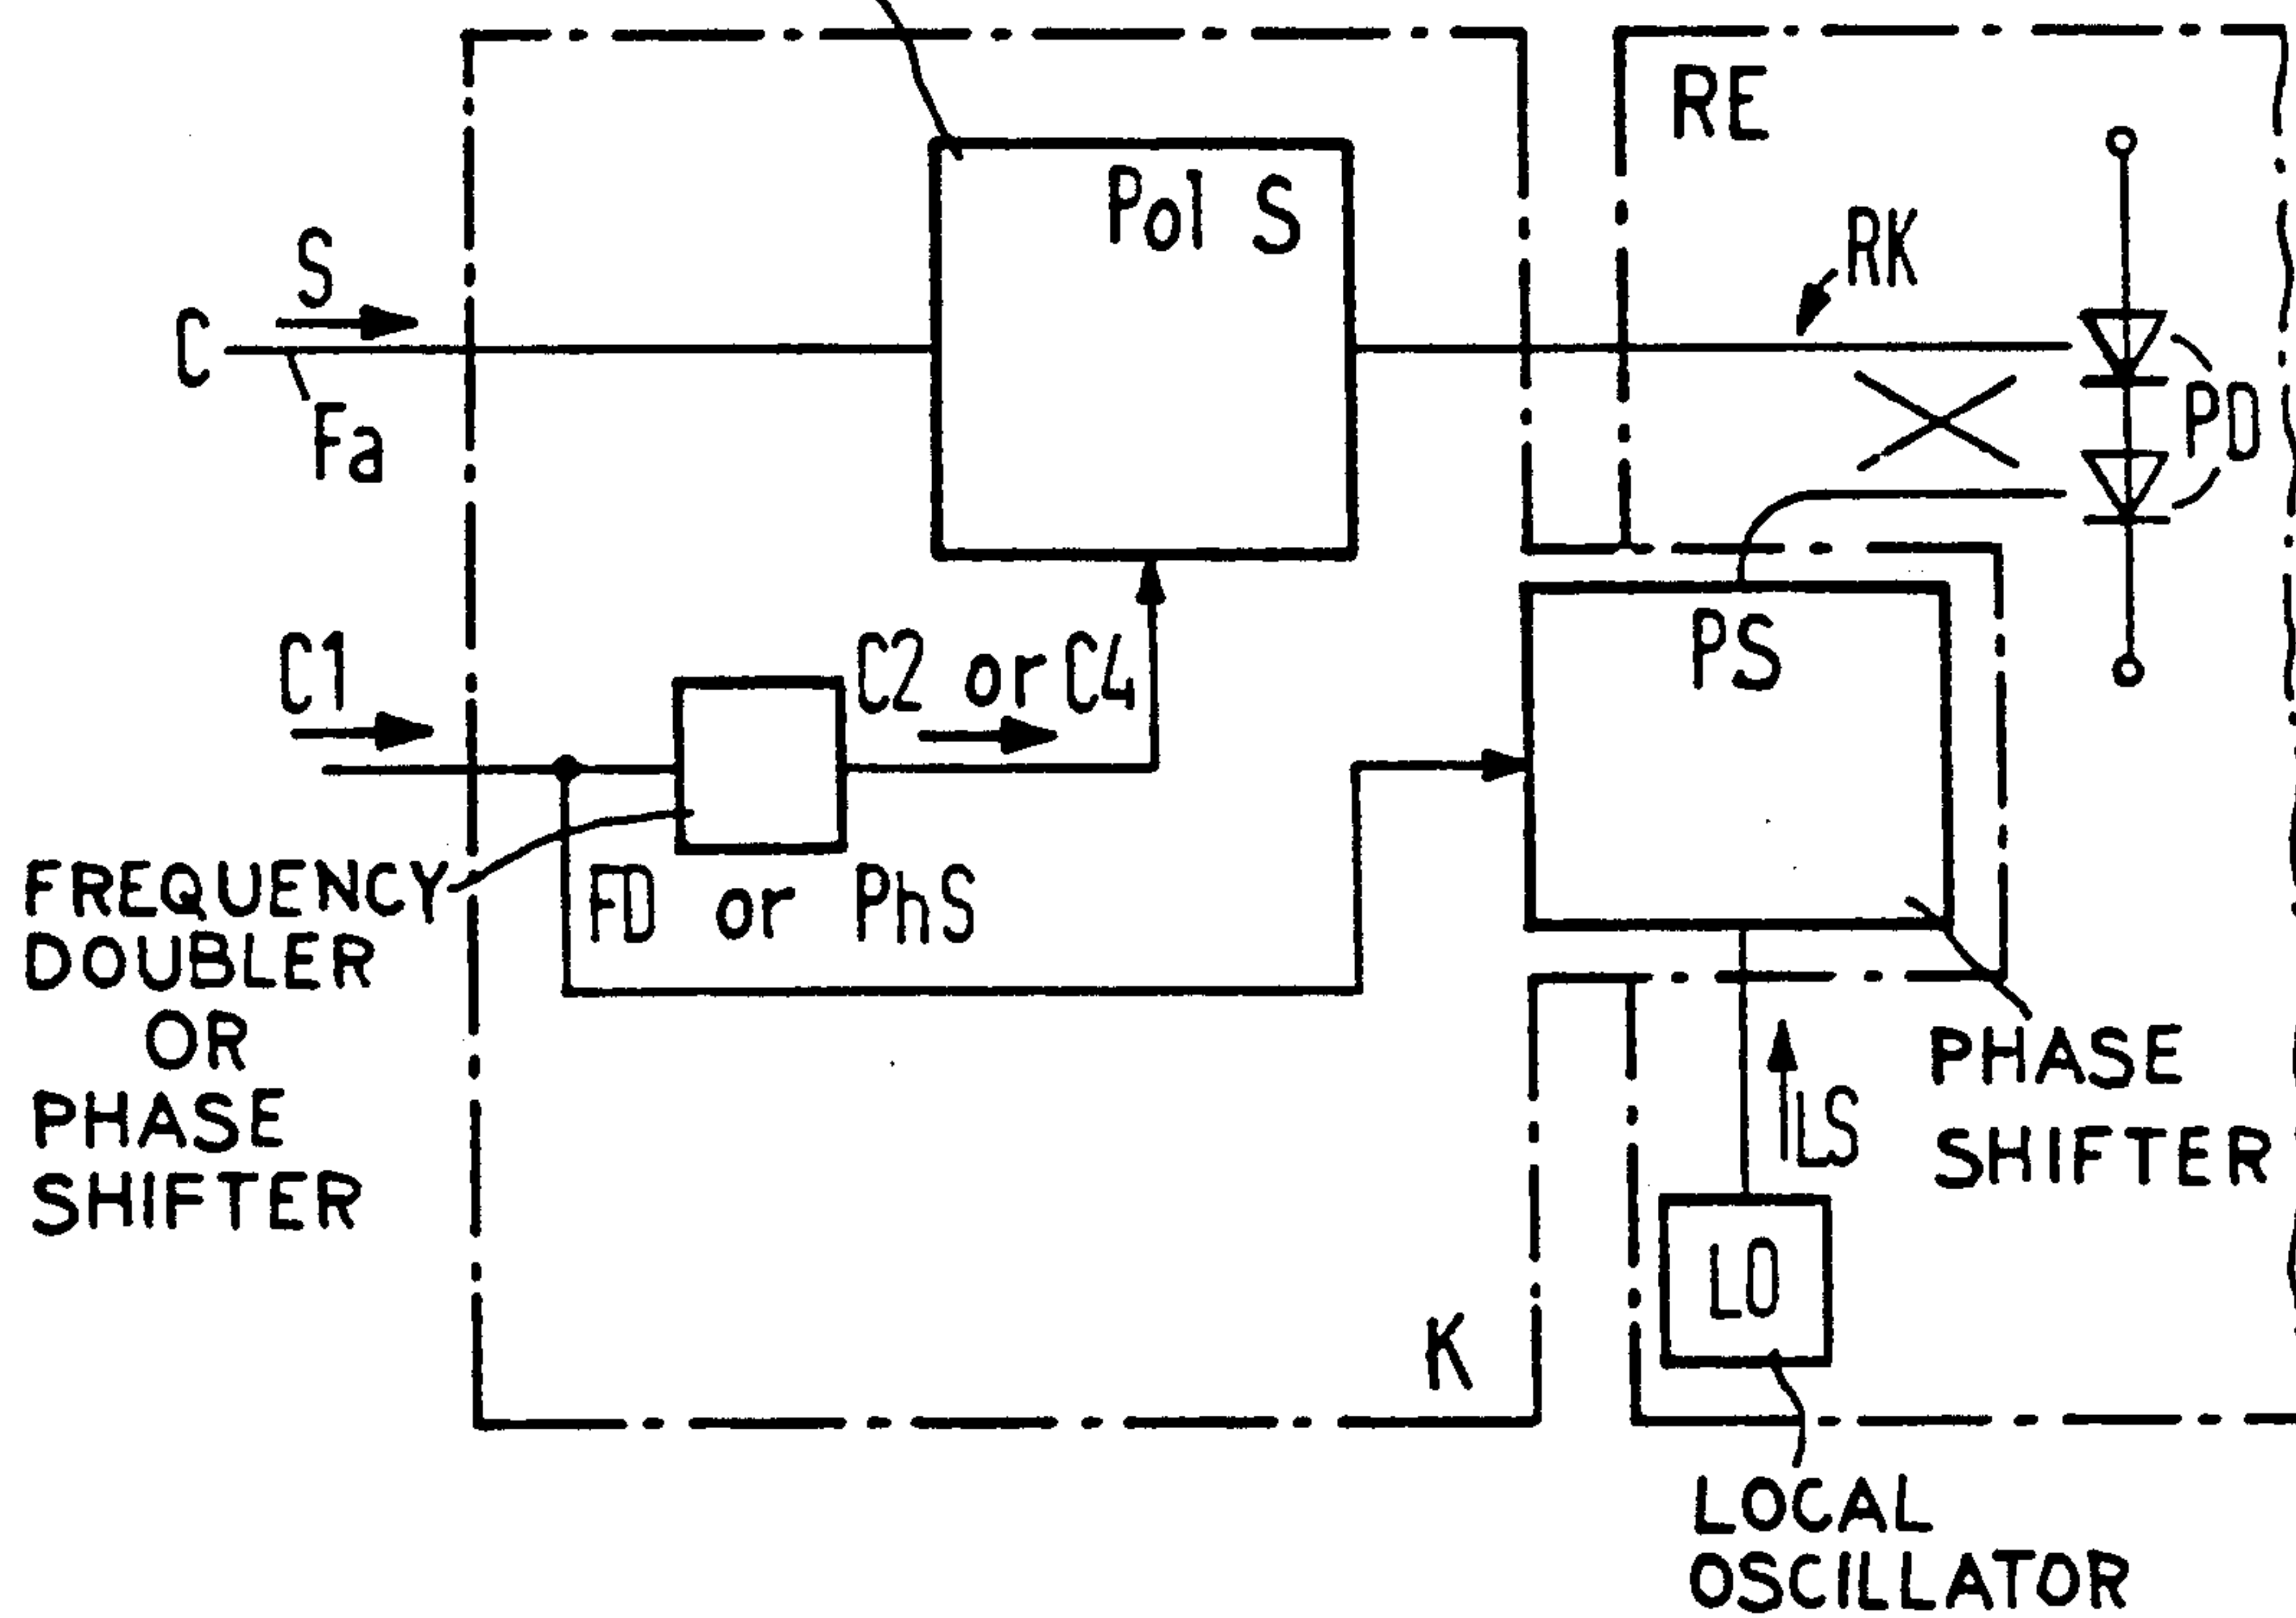 RE
Pol S
RK
S
C
Fa
PD
C1
C2 or C4
PS
FREQUENCY
DOUBLER
OR
PHASE
SHIFTER
FD or PhS
PHASE
SHIFTER
LS
LO
K
LOCAL
OSCILLATOR